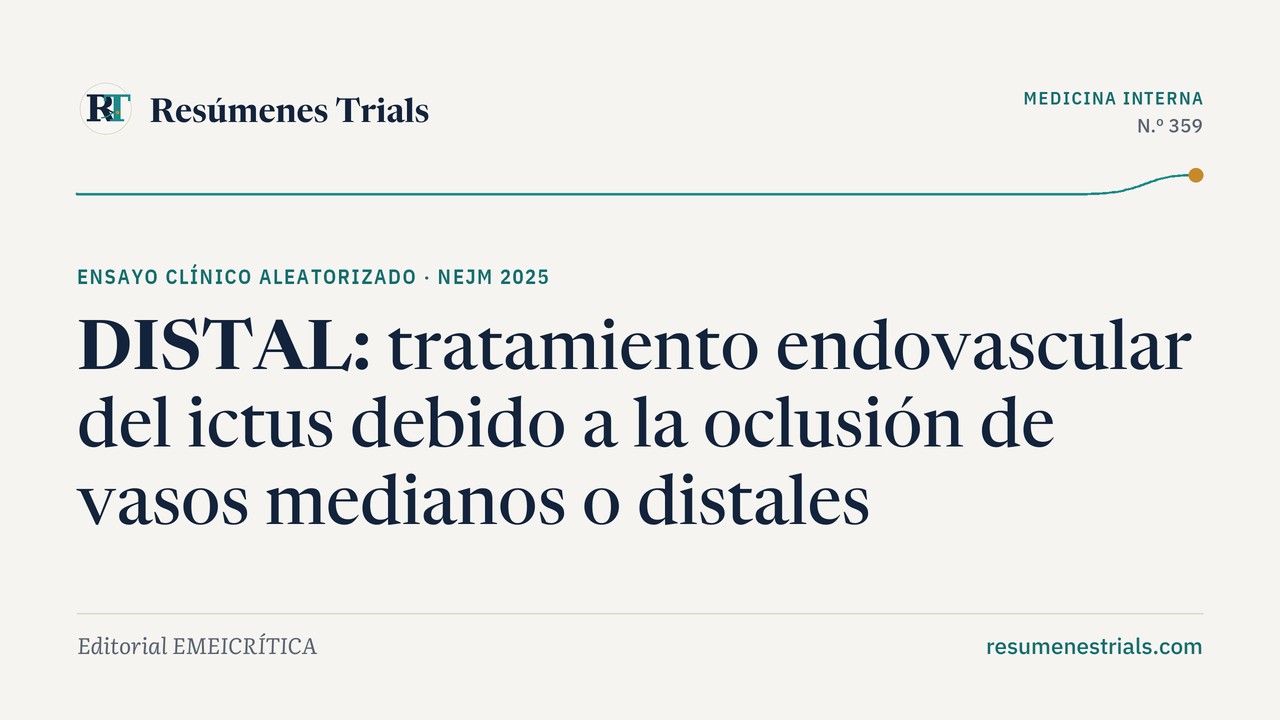 RT Resúmenes Trials
MEDICINA INTERNA
N.º 359
ENSAYO CLÍNICO ALEATORIZADO · NEJM 2025
DISTAL: tratamiento endovascular
del ictus debido a la oclusión de
vasos medianos o distales
Editorial EMEICRÍTICA
resumenestrials.com